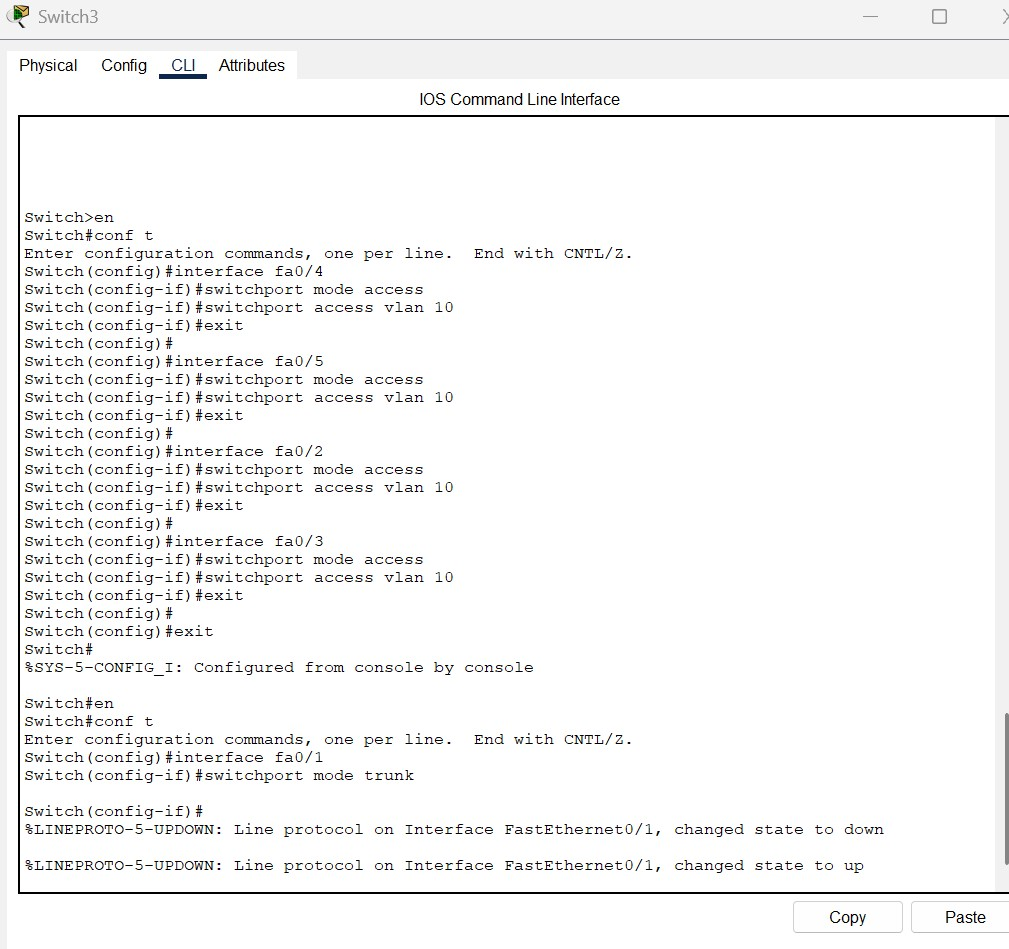 Switch3
Physical Config CLI Attributes
IOS Command Line Interface
Switch>en
Switch#conf t
Enter configuration commands, one per line.  End with CNTL/Z.
Switch(config)#interface fa0/4
Switch(config-if)#switchport mode access
Switch(config-if)#switchport access vlan 10
Switch(config-if)#exit
Switch(config)#
Switch(config)#interface fa0/5
Switch(config-if)#switchport mode access
Switch(config-if)#switchport access vlan 10
Switch(config-if)#exit
Switch(config)#
Switch(config)#interface fa0/2
Switch(config-if)#switchport mode access
Switch(config-if)#switchport access vlan 10
Switch(config-if)#exit
Switch(config)#
Switch(config)#interface fa0/3
Switch(config-if)#switchport mode access
Switch(config-if)#switchport access vlan 10
Switch(config-if)#exit
Switch(config)#
Switch(config)#exit
Switch#
%SYS-5-CONFIG_I: Configured from console by console
Switch#en
Switch#conf t
Enter configuration commands, one per line.  End with CNTL/Z.
Switch(config)#interface fa0/1
Switch(config-if)#switchport mode trunk
Switch(config-if)#
%LINEPROTO-5-UPDOWN: Line protocol on Interface FastEthernet0/1, changed state to down
%LINEPROTO-5-UPDOWN: Line protocol on Interface FastEthernet0/1, changed state to up
Copy Paste